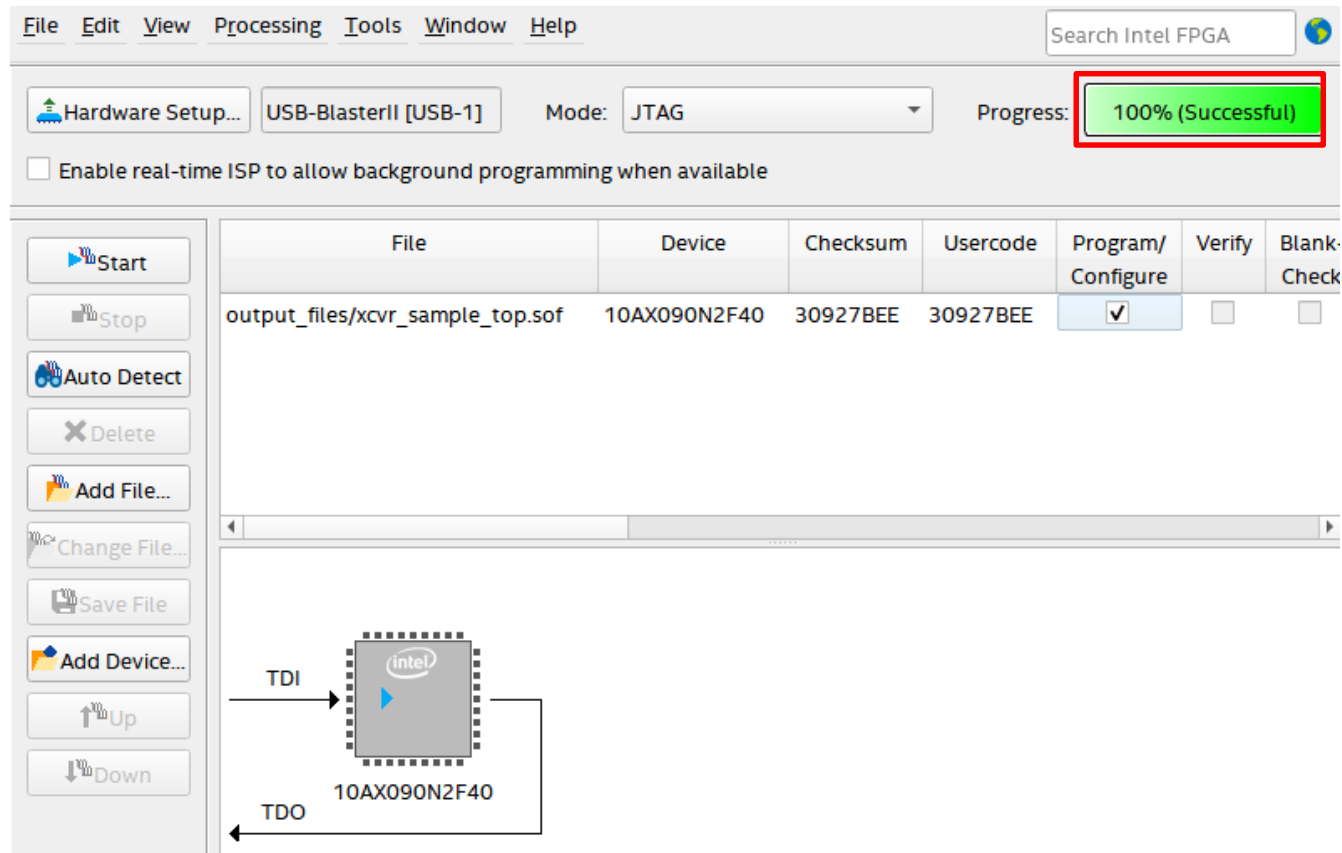 File Edit View Processing Tools Window Help
Search Intel FPGA
Hardware Setup... USB-BlasterII [USB-1] Mode: JTAG Progress: 100% (Successful)
Enable real-time ISP to allow background programming when available
File Device Checksum Usercode Program/ Verify Blank-
Configure Check
output_files/xcvr_sample_top.sof 10AX090N2F40 30927BEE 30927BEE
Start
Stop
Auto Detect
Delete
Add File...
Change File...
Save File
Add Device...
Up
Down
TDI
intel
10AX090N2F40
TDO